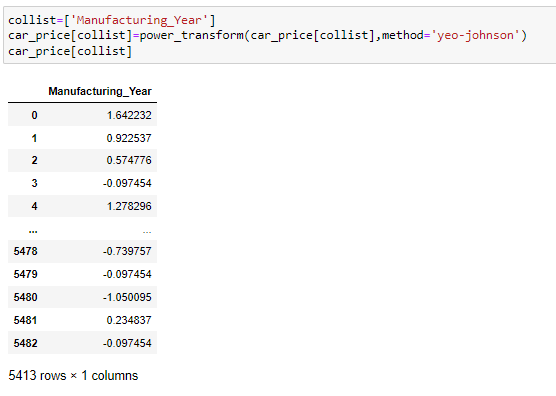 collist=['Manufacturing_Year']
car_price[collist]=power_transform(car_price[collist],method='yeo-johnson')
car_price[collist]
Manufacturing_Year
0 1.642232
1 0.922537
2 0.574776
3 -0.097454
4 1.278296
... ...
5478 -0.739757
5479 -0.097454
5480 -1.050095
5481 0.234837
5482 -0.097454
5413 rows × 1 columns